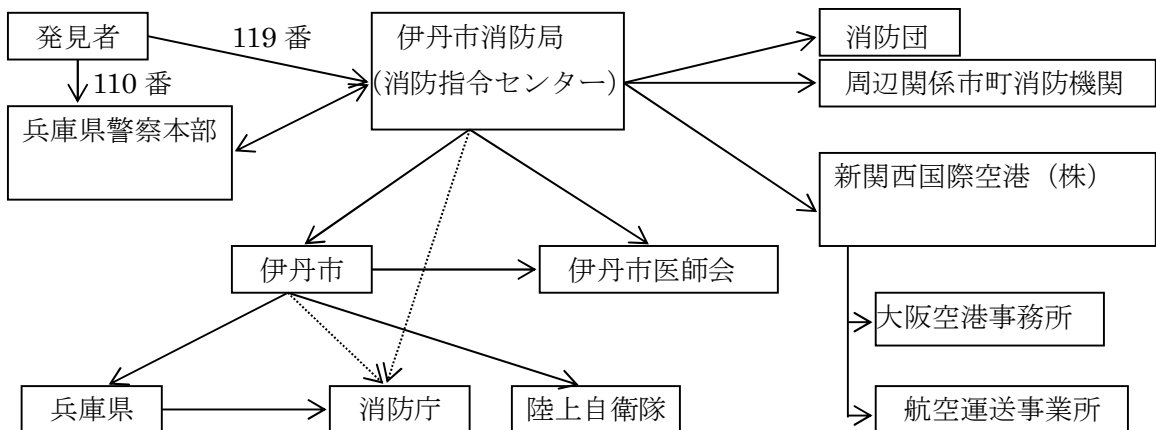 発見者
119 番
伊丹市消防局
(消防指令センター)
消防団
周辺関係市町消防機関
110 番
兵庫県警察本部
新関西国際空港（株）
伊丹市
伊丹市医師会
大阪空港事務所
兵庫県
消防庁
陸上自衛隊
航空運送事業所